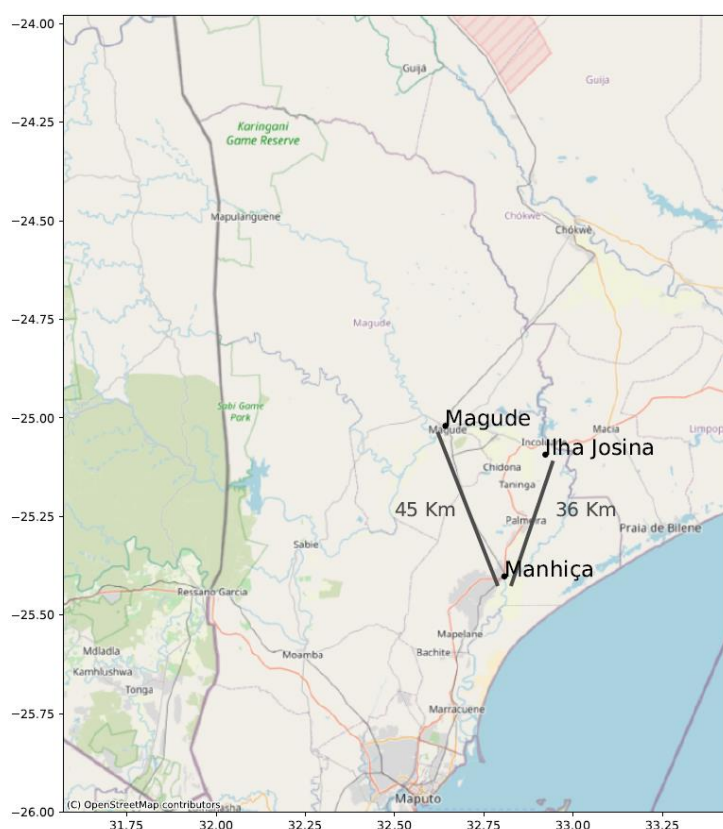 −24.00
Guijá
Guija
−24.25
Karingani
Game Reserve
−24.50
Mapulanguene
Chókwè
Chókwè
−24.75
Magude
Sabi Game
Park
−25.00
Magude
Magude
Macia
Limpop
Incolu
Ilha Josina
Chidona
Taninga
−25.25
45 Km
36 Km
Palmeira
Praia de Bilene
Sabie
Manhiça
−25.50
Ressano Garcia
Mapelane
Mdladla
Moamba
Bachite
Kamhlushwa
Tonga
−25.75
Marracuene
Maputo
(C) OpenStreetMap contributors
−26.00
31.75 32.00 32.25 32.50 32.75 33.00 33.25